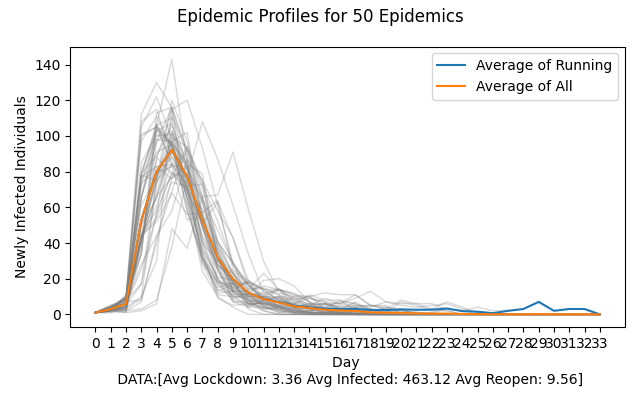 Epidemic Profiles for 50 Epidemics
Average of Running
Average of All
Newly Infected Individuals
140
120
100
80
60
40
20
0
0 1 2 3 4 5 6 7 8 9 10 11 12 13 14 15 16 17 18 19 20 21 22 23 24 25 26 27 28 29 30 31 32 33
Day
DATA:[Avg Lockdown: 3.36 Avg Infected: 463.12 Avg Reopen: 9.56]